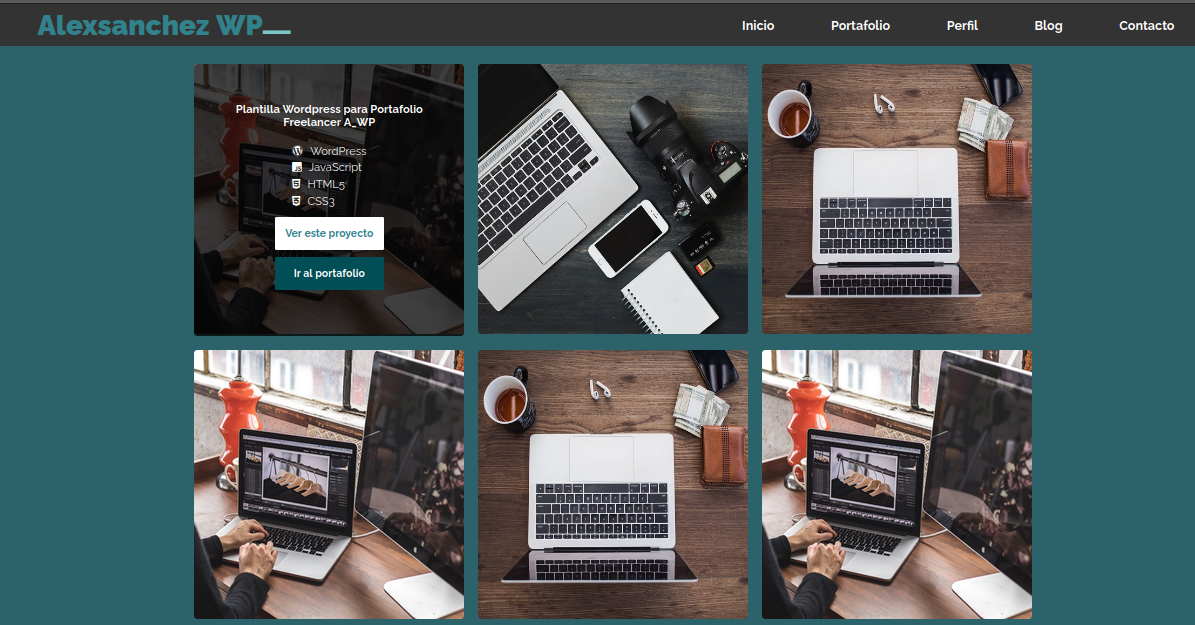 Alexsanchez WP_
Inicio
Portafolio
Perfil
Blog
Contacto
Plantilla Wordpress para Portafolio
Freelancer A_WP
WordPress
JavaScript
HTML5
CSS3
Ver este proyecto
Ir al portafolio